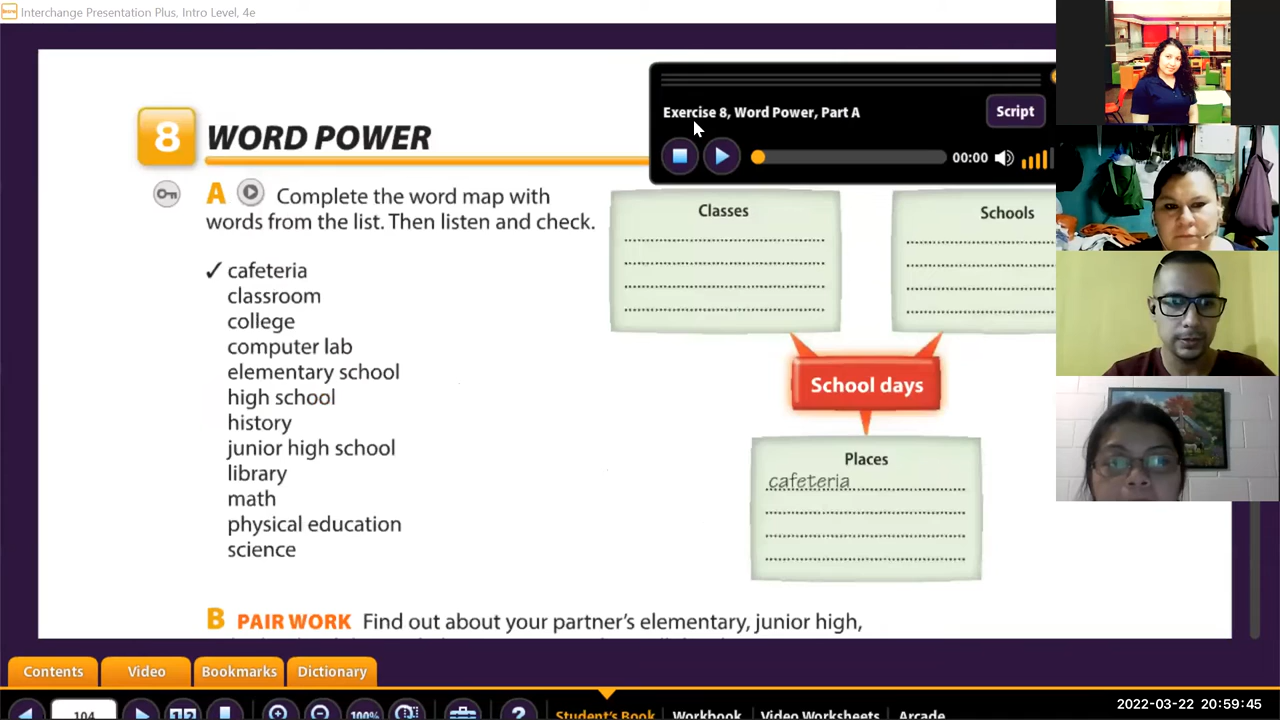 Interchange Presentation Plus, Intro Level, 4e
8 WORD POWER
Exercise 8, Word Power, Part A
Script
00:00
A Complete the word map with
words from the list. Then listen and check.
✓ cafeteria
classroom
college
computer lab
elementary school
high school
history
junior high school
library
math
physical education
science
Classes
Schools
School days
Places
cafeteria
B PAIR WORK Find out about your partner's elementary, junior high,
Contents
Video
Bookmarks
Dictionary
104
100%
?
Student's Book
Workbook
Video Worksheets
Arcade
2022-03-22 20:59:45